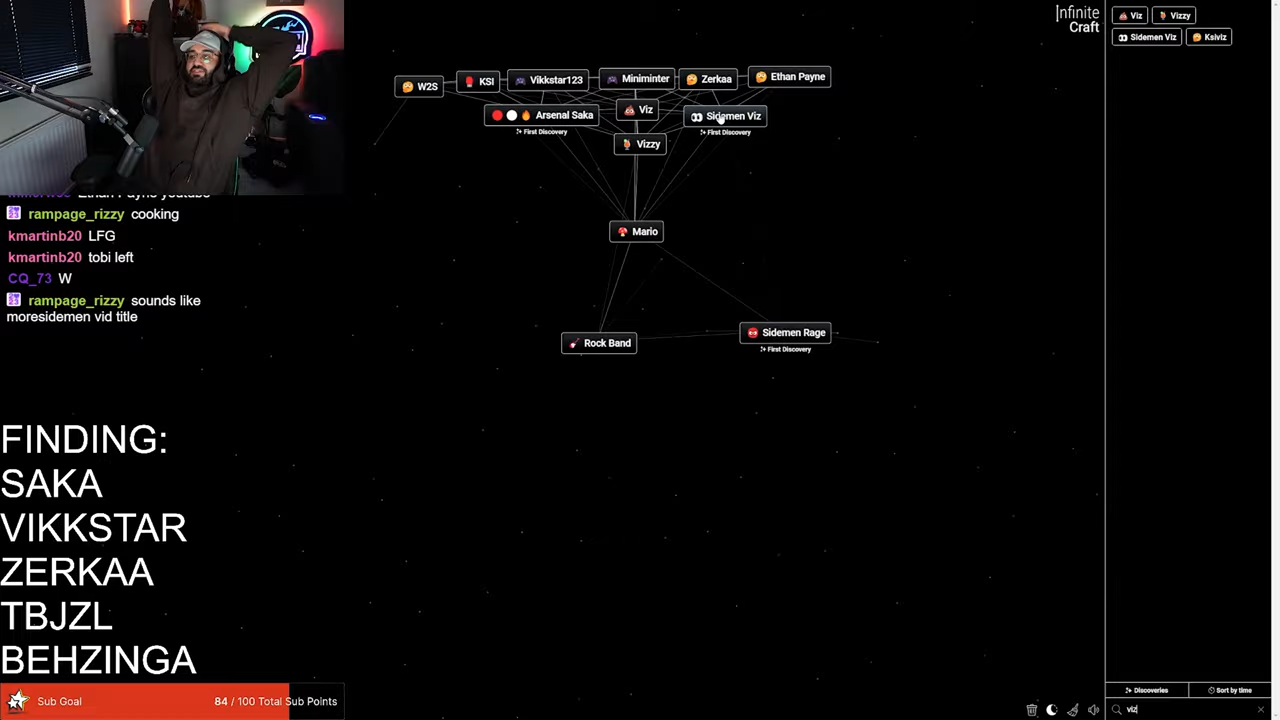 Infinite
Craft
Viz
Vizzy
Sidemen Viz
Ksiviz
W2S
KSI
Vikkstar123
Miniminter
Zerkaa
Ethan Payne
Arsenal Saka
First Discovery
Viz
Sidemen Viz
First Discovery
Vizzy
Mario
Rock Band
Sidemen Rage
First Discovery
Ethan Payne youtube
rampage_rizzy cooking
kmartinb20 LFG
kmartinb20 tobi left
CQ_73 W
rampage_rizzy sounds like
moresidemen vid title
FINDING:
SAKA
VIKKSTAR
ZERKAA
TBJZL
BEHZINGA
Sub Goal
84 / 100 Total Sub Points
Discoveries
Sort by time
viz